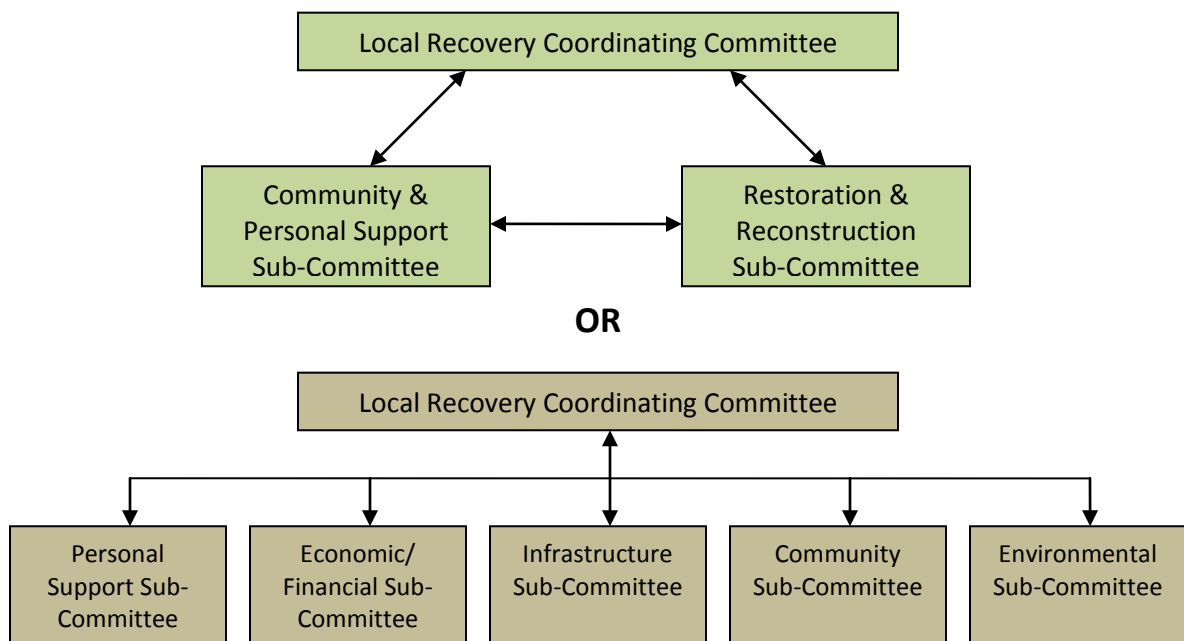 Local Recovery Coordinating Committee
Community &
Personal Support
Sub-Committee
Restoration &
Reconstruction
Sub-Committee
OR
Local Recovery Coordinating Committee
Personal
Support Sub-
Committee
Economic/
Financial Sub-
Committee
Infrastructure
Sub-Committee
Community
Sub-Committee
Environmental
Sub-Committee